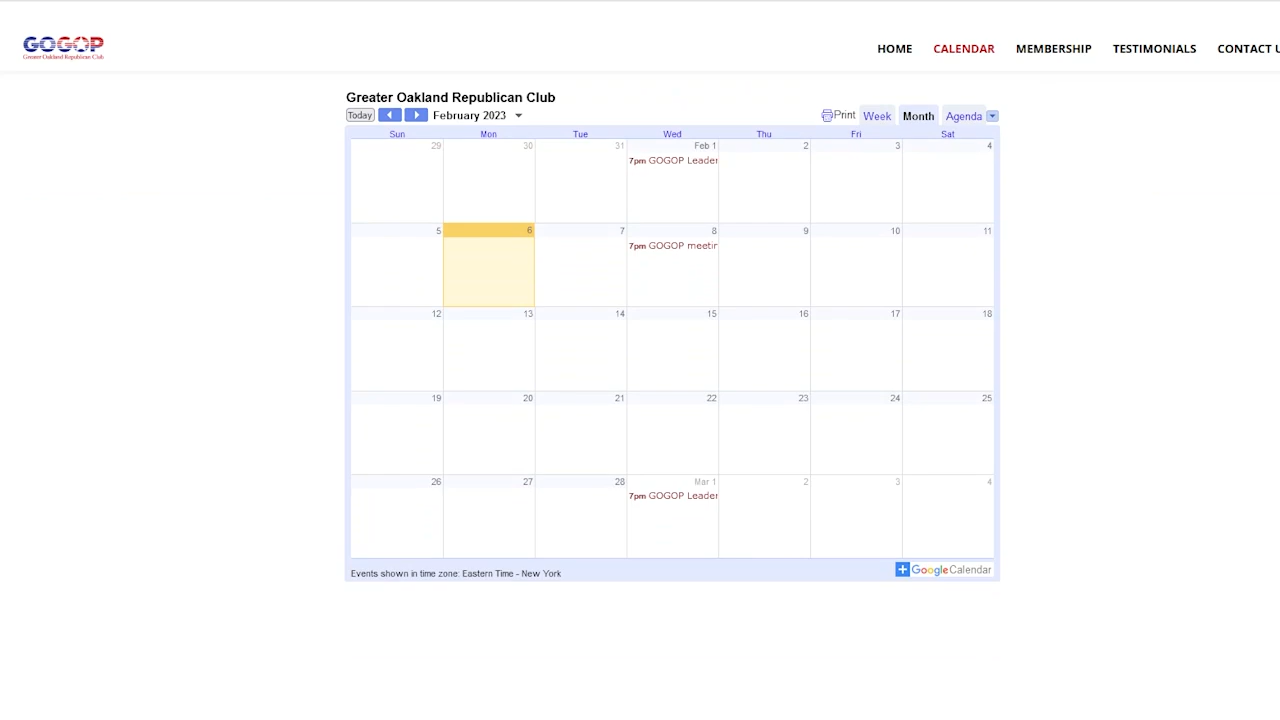 GOGOP
Greater Oakland Republican Club
HOME CALENDAR MEMBERSHIP TESTIMONIALS CONTACT U
Greater Oakland Republican Club
Today February 2023 Print Week Month Agenda
Sun Mon Tue Wed Thu Fri Sat
29 30 31 Feb 1 2 3 4
7pm GOGOP Leader
5 6 7 8 9 10 11
7pm GOGOP meetin
12 13 14 15 16 17 18
19 20 21 22 23 24 25
26 27 28 Mar 1 2 3 4
7pm GOGOP Leader
Events shown in time zone: Eastern Time - New York
Google Calendar